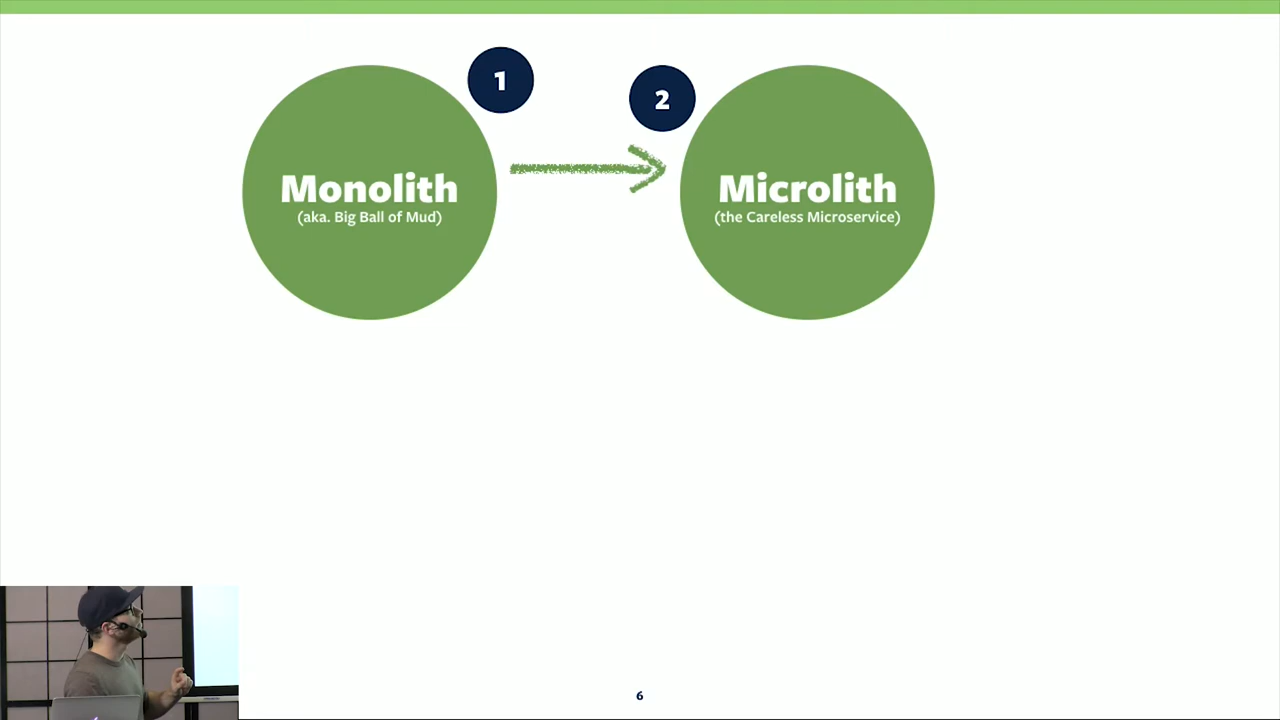 1
2
Monolith
(aka. Big Ball of Mud)
Microlith
(the Careless Microservice)
6